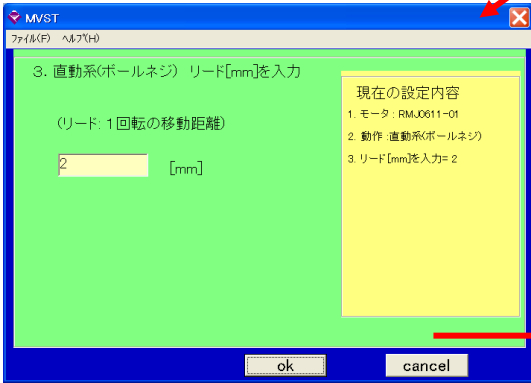 MVST
ファイル(F) ヘルプ(H)
3. 直動系(ボールネジ) リード[mm]を入力
(リード: 1回転の移動距離)
2 [mm]
現在の設定内容
1. モータ : RMJ0611-01
2. 動作 :直動系(ボールネジ)
3. リード[mm]を入力= 2
ok cancel